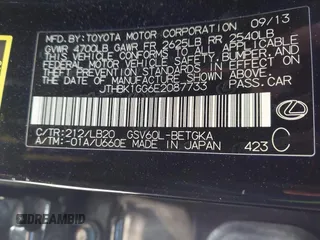 MFD. BY: TOYOTA MOTOR CORPORATION 09/13
GVWR 4700LB GAWR FR 2625LB RR 2540LB
THIS VEHICLE CONFORMS TO ALL APPLICABLE
FEDERAL MOTOR VEHICLE SAFETY, BUMPER, AND
THEFT PREVENTION STANDARDS IN EFFECT ON
THE DATE OF MANUFACTURE SHOWN ABOVE.
JTHBK1GG6E2087733 PASS.CAR
C/TR:212/LB20 GSV60L-BETGKA
A/TM:-01A/U660E MADE IN JAPAN 423 C
LEXUS
DREAMBID